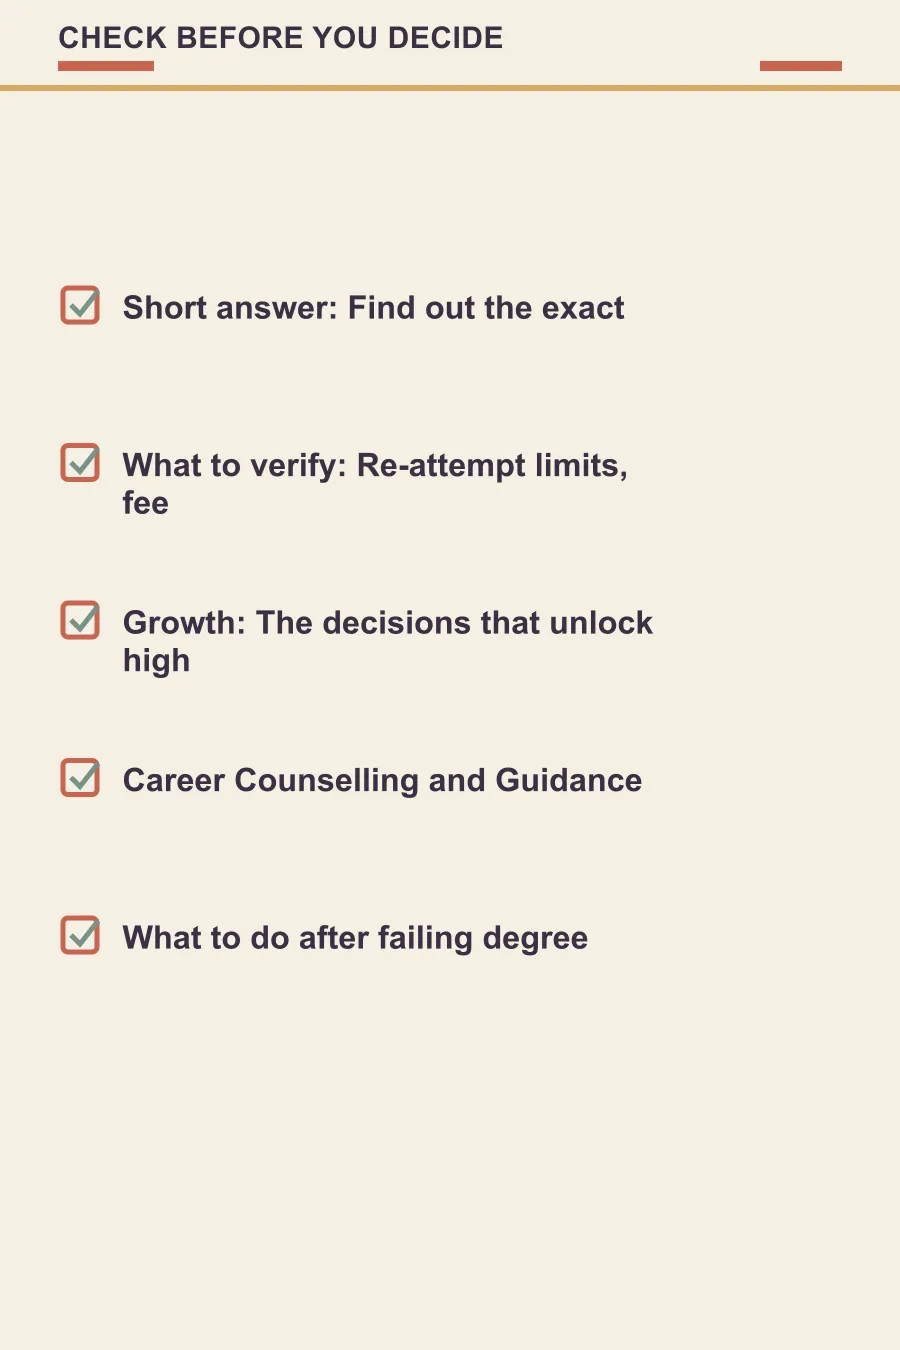 CHECK BEFORE YOU DECIDE
Short answer: Find out the exact
What to verify: Re-attempt limits,
fee
Growth: The decisions that unlock
high
Career Counselling and Guidance
What to do after failing degree